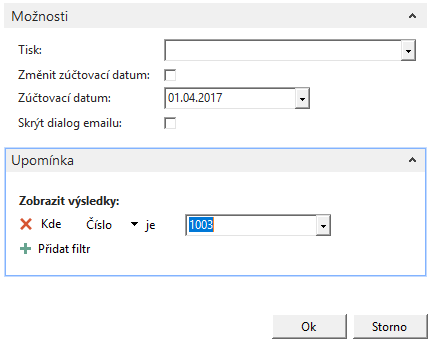 Možnosti
Tisk:
Změnit zúčtovací datum:
Zúčtovací datum: 01.04.2017
Skrýt dialog emailu:
Upomínka
Zobrazit výsledky:
Kde Číslo je 1003
Přidat filtr
Ok Storno